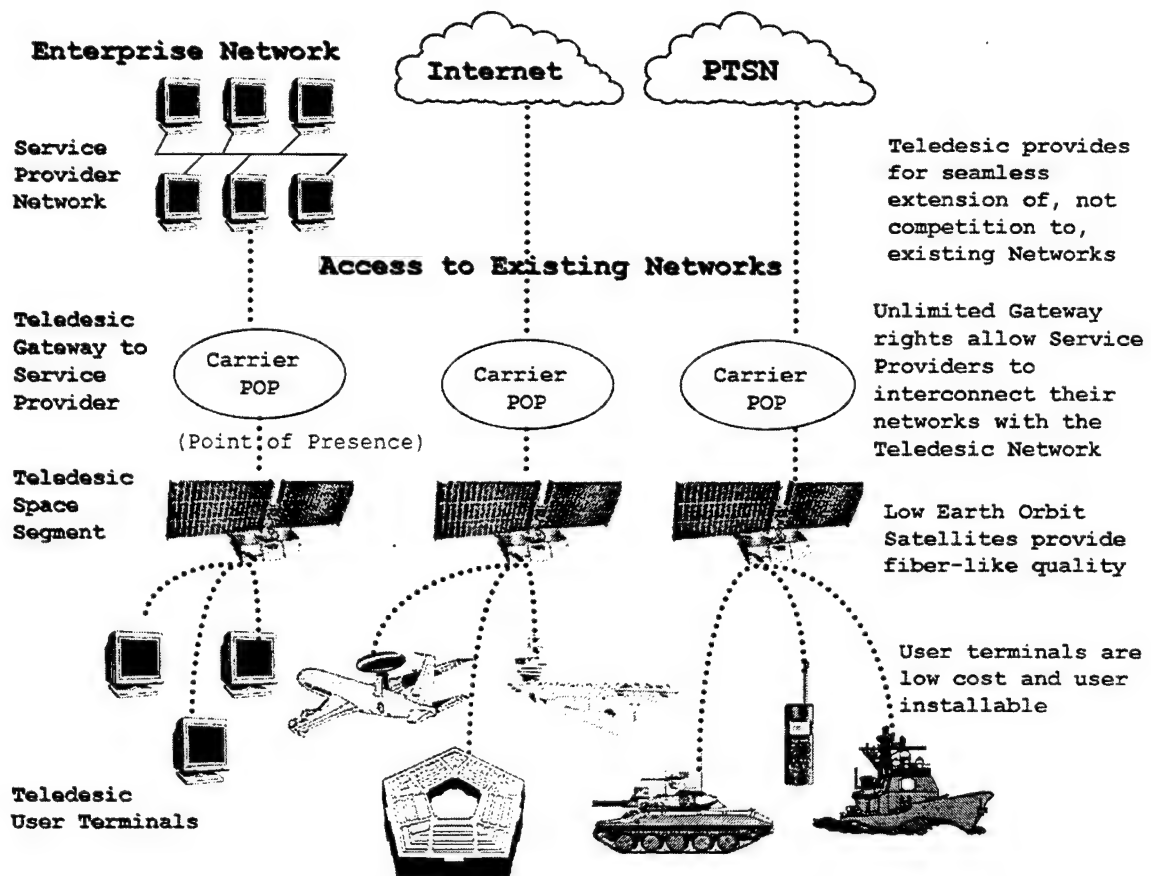 Enterprise Network
Internet
PTSN
Service
Provider
Network
Teledesic provides
for seamless
extension of, not
competition to,
existing Networks
Access to Existing Networks
Teledesic
Gateway to
Service
Provider
Carrier
POP
Carrier
POP
Carrier
POP
Unlimited Gateway
rights allow Service
Providers to
interconnect their
networks with the
Teledesic Network
(Point of Presence)
Teledesic
Space
Segment
Low Earth Orbit
Satellites provide
fiber-like quality
User terminals are
low cost and user
installable
Teledesic
User Terminals